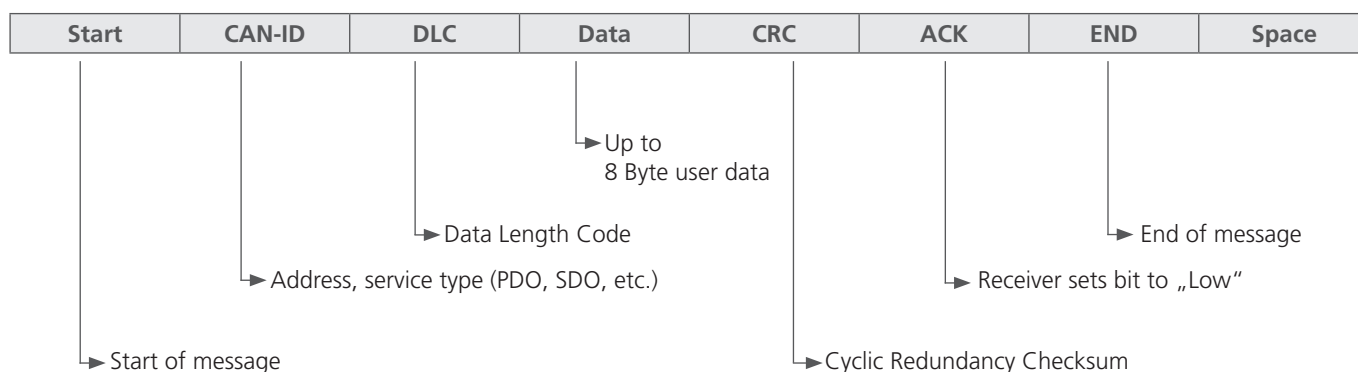 Start CAN-ID DLC Data CRC ACK END Space
Up to
8 Byte user data
Data Length Code
End of message
Address, service type (PDO, SDO, etc.)
Receiver sets bit to „Low“
Start of message
Cyclic Redundancy Checksum